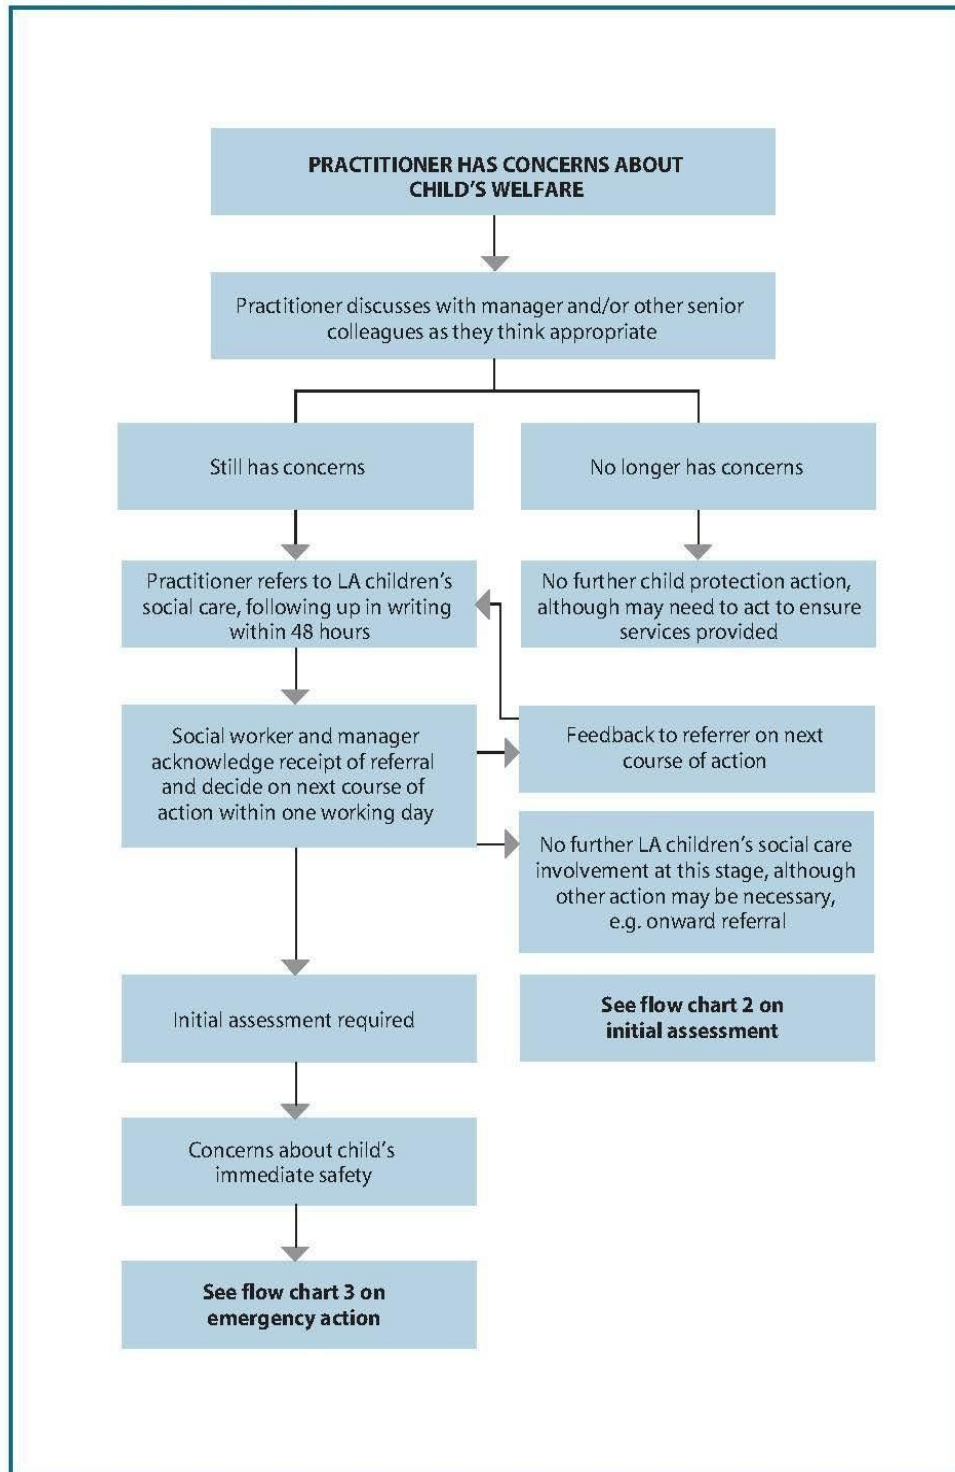 PRACTITIONER HAS CONCERNS ABOUT
CHILD’S WELFARE
Practitioner discusses with manager and/or other senior
colleagues as they think appropriate
Still has concerns
No longer has concerns
Practitioner refers to LA children’s
social care, following up in writing
within 48 hours
No further child protection action,
although may need to act to ensure
services provided
Social worker and manager
acknowledge receipt of referral
and decide on next course of
action within one working day
Feedback to referrer on next
course of action
No further LA children’s social care
involvement at this stage, although
other action may be necessary,
e.g. onward referral
Initial assessment required
See flow chart 2 on
initial assessment
Concerns about child’s
immediate safety
See flow chart 3 on
emergency action